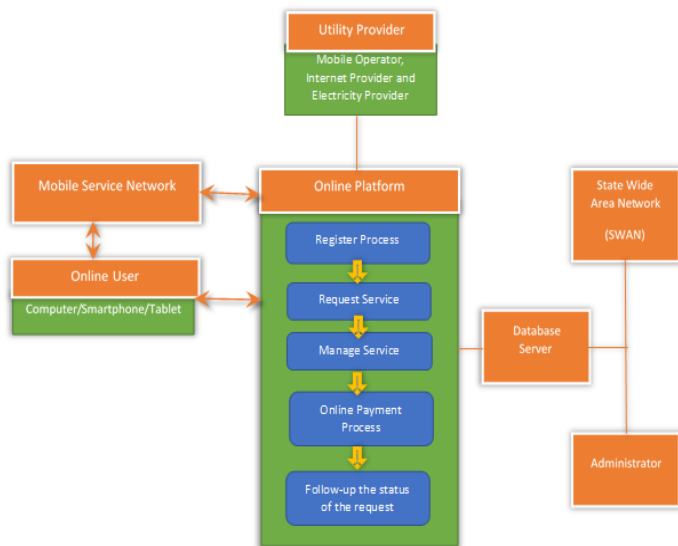 Utility Provider
Mobile Operator,
Internet Provider and
Electricity Provider
Mobile Service Network
Online Platform
State Wide
Area Network
(SWAN)
Register Process
Online User
Computer/Smartphone/Tablet
Request Service
Database
Server
Manage Service
Online Payment
Process
Administrator
Follow-up the status
of the request